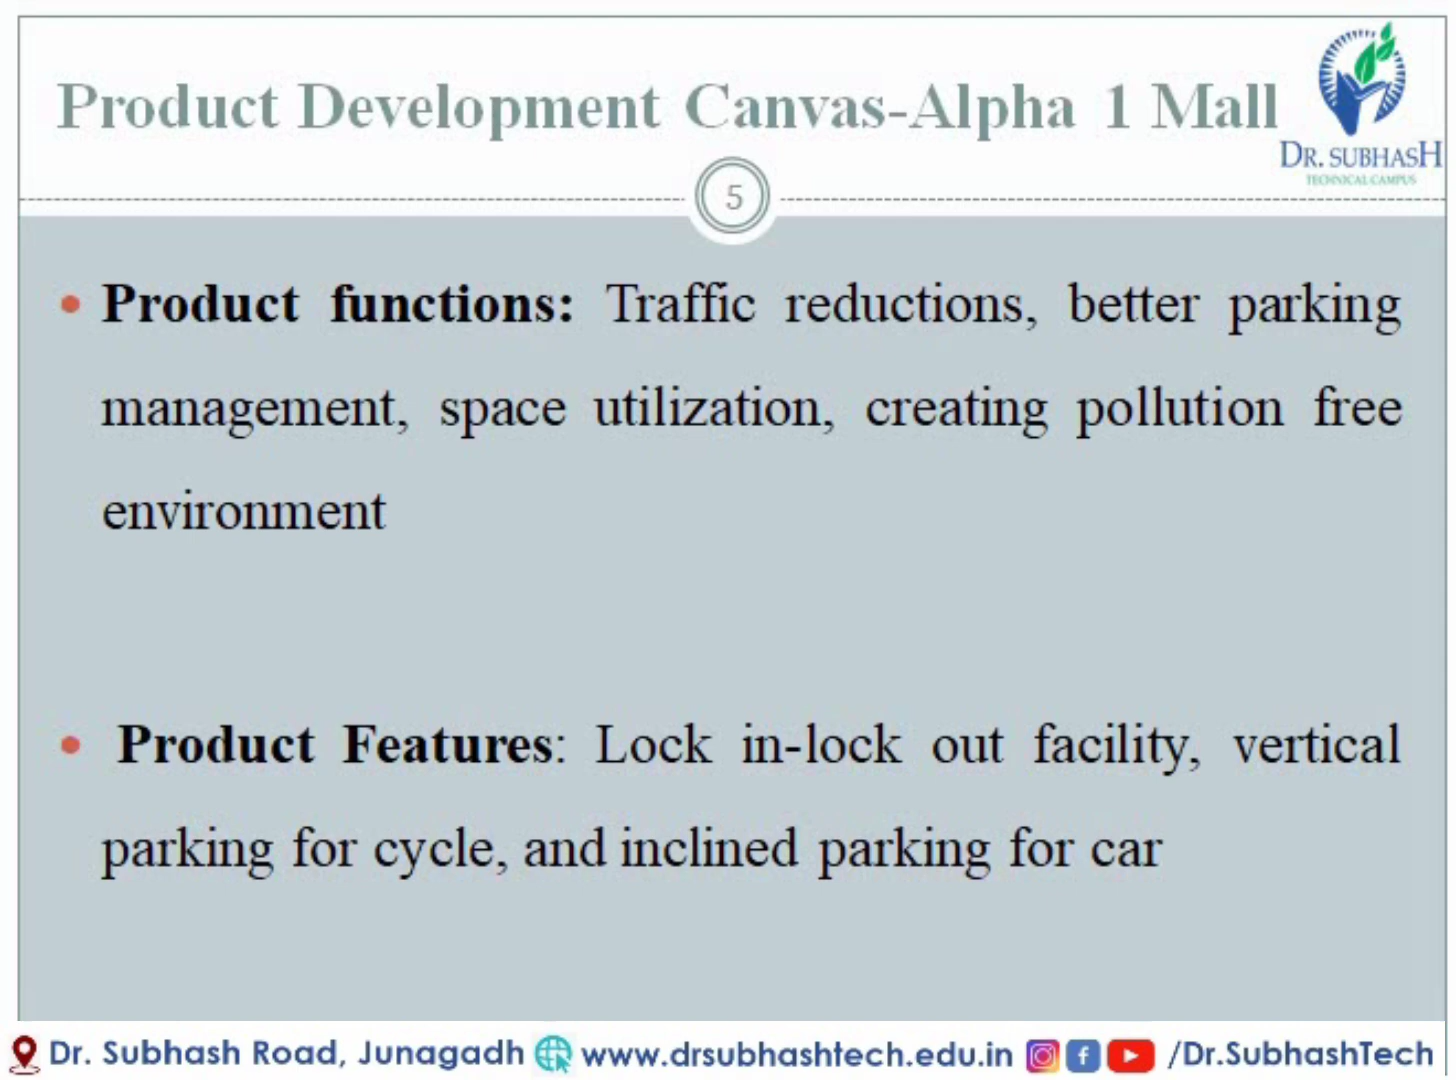 Product Development Canvas-Alpha 1 Mall
DR. SUBHASH
TECHNICAL CAMPUS
5
• Product functions: Traffic reductions, better parking
management, space utilization, creating pollution free
environment
• Product Features: Lock in-lock out facility, vertical
parking for cycle, and inclined parking for car
Dr. Subhash Road, Junagadh www.drsubhashtech.edu.in /Dr.SubhashTech